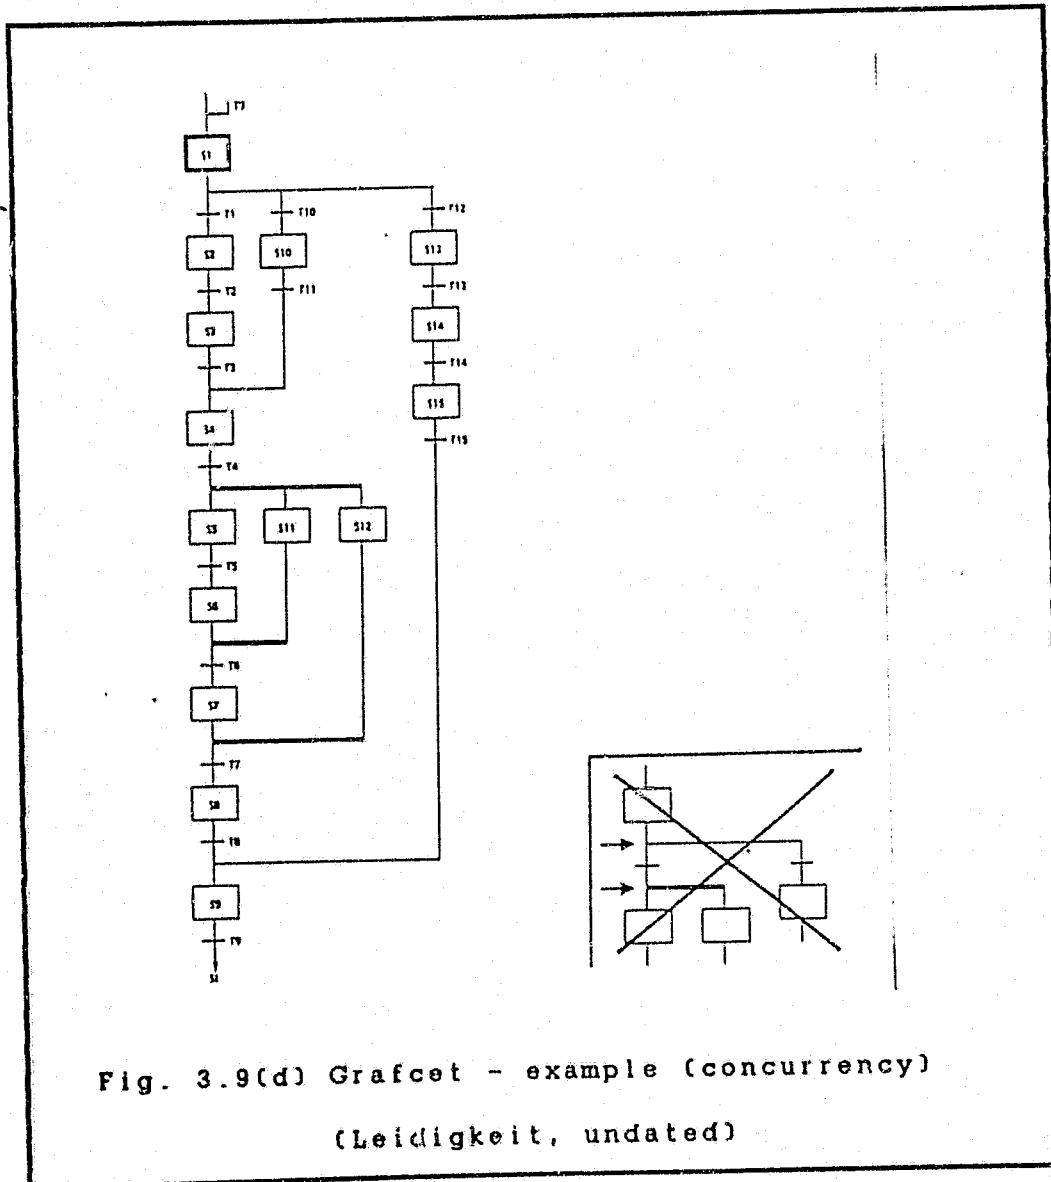 T9
S1
T1
T10
T12
S2
S10
S13
T2
T11
T13
S3
S14
T3
T14
S15
S4
T15
T4
S5
S11
S12
T5
S6
T6
S7
T7
S8
T8
S9
T9
S1
Fig. 3.9(d) Grafcet - example (concurrency)
(Leidigkeit, undated)